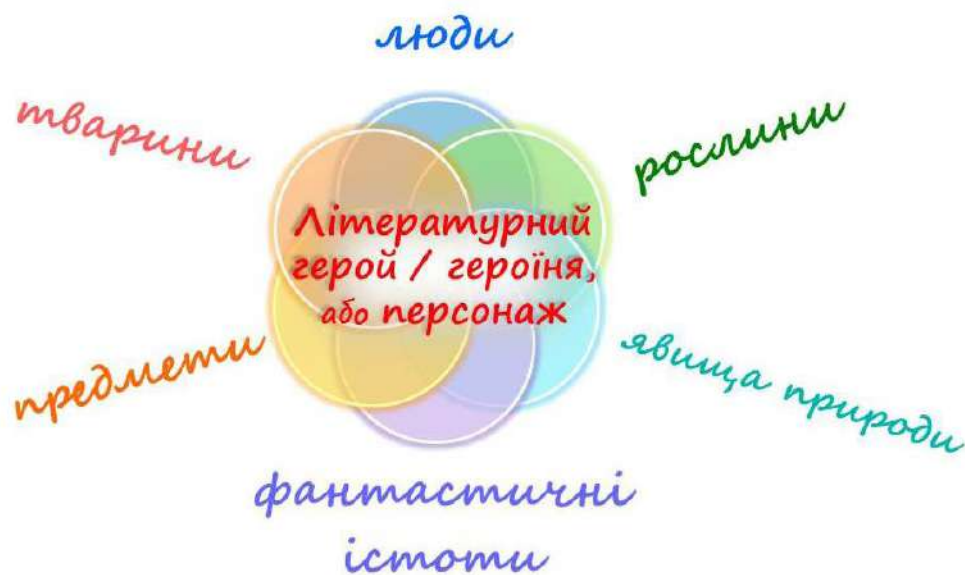 люди
тварини
рослини
Літературний
герой / героїня,
або персонаж
предмети
явища природи
фантастичні
істоти